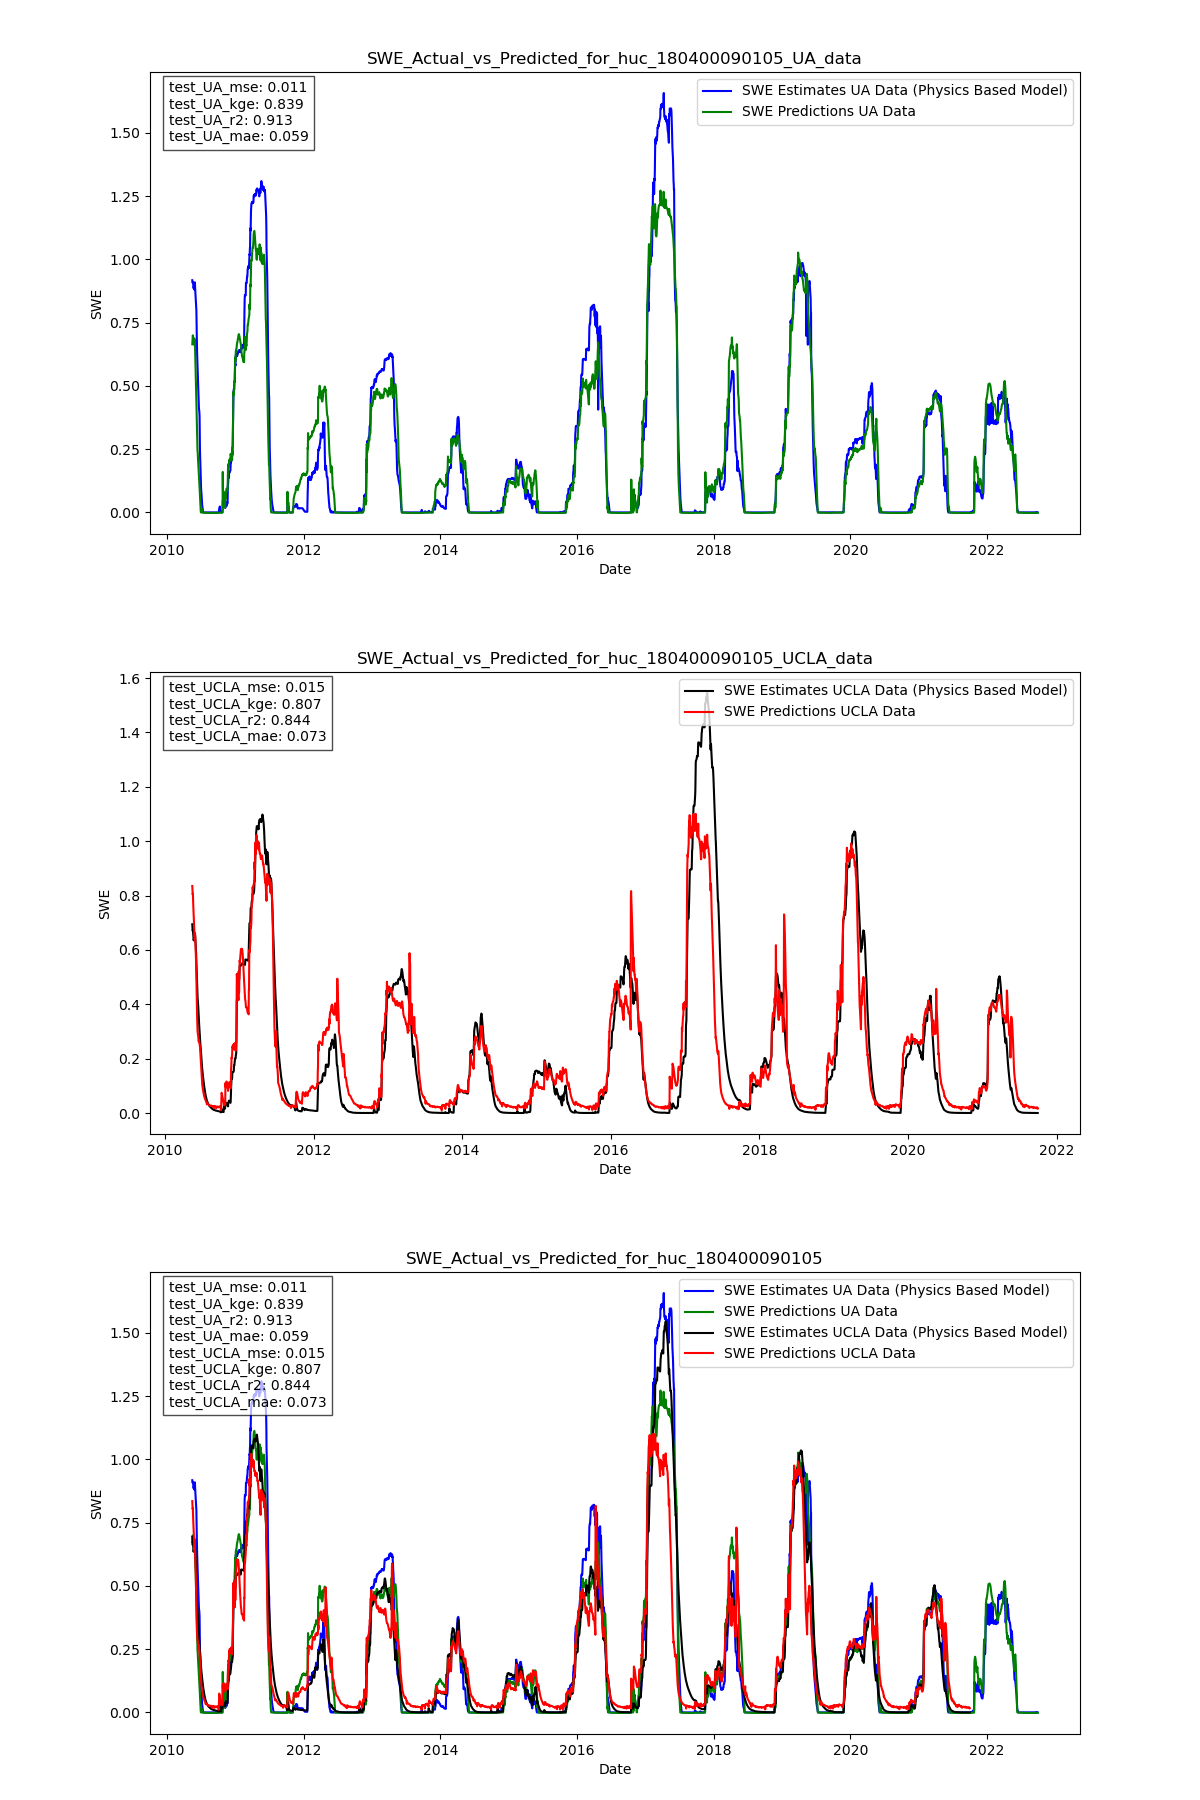 SWE_Actual_vs_Predicted_for_huc_180400090105_UA_data
test_UA_mse: 0.011
test_UA_kge: 0.839
test_UA_r2: 0.913
test_UA_mae: 0.059
SWE Estimates UA Data (Physics Based Model)
SWE Predictions UA Data
1.50
1.25
1.00
0.75
0.50
0.25
0.00
SWE
2010 2012 2014 2016 2018 2020 2022
Date
SWE_Actual_vs_Predicted_for_huc_180400090105_UCLA_data
test_UCLA_mse: 0.015
test_UCLA_kge: 0.807
test_UCLA_r2: 0.844
test_UCLA_mae: 0.073
SWE Estimates UCLA Data (Physics Based Model)
SWE Predictions UCLA Data
1.6
1.4
1.2
1.0
0.8
0.6
0.4
0.2
0.0
SWE
2010 2012 2014 2016 2018 2020 2022
Date
SWE_Actual_vs_Predicted_for_huc_180400090105
test_UA_mse: 0.011
test_UA_kge: 0.839
test_UA_r2: 0.913
test_UA_mae: 0.059
test_UCLA_mse: 0.015
test_UCLA_kge: 0.807
test_UCLA_r2: 0.844
test_UCLA_mae: 0.073
SWE Estimates UA Data (Physics Based Model)
SWE Predictions UA Data
SWE Estimates UCLA Data (Physics Based Model)
SWE Predictions UCLA Data
1.50
1.25
1.00
0.75
0.50
0.25
0.00
SWE
2010 2012 2014 2016 2018 2020 2022
Date